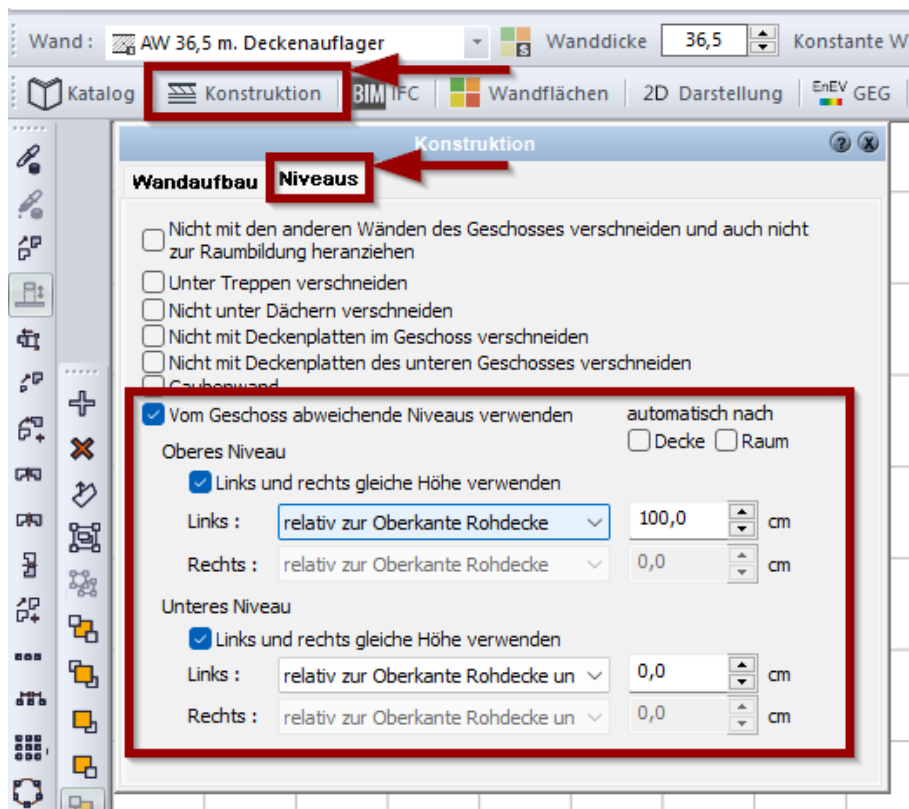 Wand : AW 36,5 m. Deckenauflager Wanddicke 36,5 Konstante W
Katalog Konstruktion BIM IFC Wandflächen 2D Darstellung EnEV GEG
Konstruktion
Wandaufbau Niveaus
Nicht mit den anderen Wänden des Geschosses verschneiden und auch nicht
zur Raumbildung heranziehen
Unter Treppen verschneiden
Nicht unter Dächern verschneiden
Nicht mit Deckenplatten im Geschoss verschneiden
Nicht mit Deckenplatten des unteren Geschosses verschneiden
Gaubenwand
Vom Geschoss abweichende Niveaus verwenden automatisch nach
Decke Raum
Oberes Niveau
Links und rechts gleiche Höhe verwenden
Links : relativ zur Oberkante Rohdecke 100,0 cm
Rechts : relativ zur Oberkante Rohdecke 0,0 cm
Unteres Niveau
Links und rechts gleiche Höhe verwenden
Links : relativ zur Oberkante Rohdecke un 0,0 cm
Rechts : relativ zur Oberkante Rohdecke un 0,0 cm